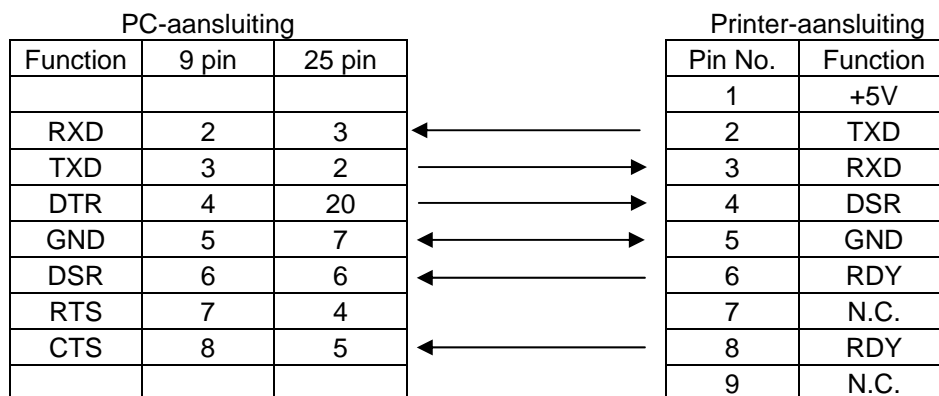 PC-aansluiting Printer-aansluiting
Function 9 pin 25 pin Pin No. Function
1 +5V
RXD 2 3 2 TXD
TXD 3 2 3 RXD
DTR 4 20 4 DSR
GND 5 7 5 GND
DSR 6 6 6 RDY
RTS 7 4 7 N.C.
CTS 8 5 8 RDY
9 N.C.